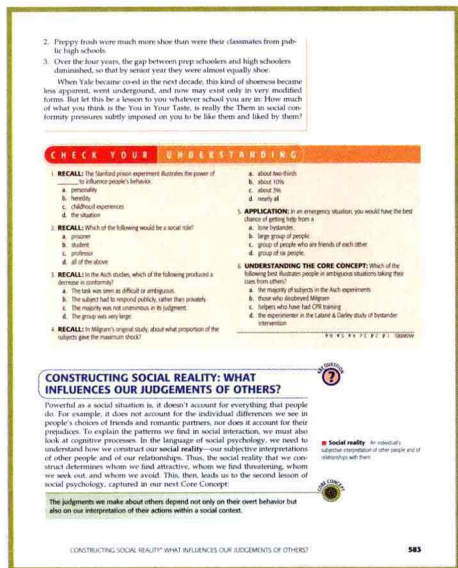 2. Preppy frosh were much more shoe than were their classmates from pub-
lic high schools.
3. Over the four years, the gap between prep schoolers and high schoolers
diminished, so that by senior year they were almost equally shoe.
When Yale became co-ed in the next decade, this kind of shoeness became
less apparent, went underground, and now may exist only in very modified
forms. But let this be a lesson to you whatever school you are in: How much
of what you think is the You in Your Taste, is really the Them in social con-
formity pressures subtly imposed on you to be like them and liked by them?
CHECK YOUR UNDERSTANDING
1. RECALL: The Stanford prison experiment illustrates the power of
______ to influence people's behavior.
a. personality
b. heredity
c. childhood experiences
d. the situation
2. RECALL: Which of the following would be a social role?
a. prisoner
b. student
c. professor
d. all of the above
3. RECALL: In the Asch studies, which of the following produced a
decrease in conformity?
a. The task was seen as difficult or ambiguous.
b. The subject had to respond publicly, rather than privately.
c. The majority was not unanimous in its judgment.
d. The group was very large.
4. RECALL: In Milgram's original study, about what proportion of the
subjects gave the maximum shock?
a. about two-thirds
b. about 10%
c. about 3%
d. nearly all
5. APPLICATION: In an emergency situation, you would have the best
chance of getting help from a
a. lone bystander.
b. large group of people.
c. group of people who are friends of each other.
d. group of six people.
6. UNDERSTANDING THE CORE CONCEPT: Which of the
following best illustrates people in ambiguous situations taking their
cues from others?
a. the majority of subjects in the Asch experiments
b. those who disobeyed Milgram
c. helpers who have had CPR training
d. the experimenter in the Latané & Darley study of bystander
intervention
KEY QUESTION
?
CONSTRUCTING SOCIAL REALITY: WHAT
INFLUENCES OUR JUDGEMENTS OF OTHERS?
Powerful as a social situation is, it doesn't account for everything that people
do. For example, it does not account for the individual differences we see in
people's choices of friends and romantic partners, nor does it account for their
prejudices. To explain the patterns we find in social interaction, we must also
look at cognitive processes. In the language of social psychology, we need to
understand how we construct our social reality—our subjective interpretations
of other people and of our relationships. Thus, the social reality that we con-
struct determines whom we find attractive, whom we find threatening, whom
we seek out, and whom we avoid. This, then, leads us to the second lesson of
social psychology, captured in our next Core Concept:
Social reality An individual's
subjective interpretation of other people and of
relationships with them
CORE CONCEPT
The judgments we make about others depend not only on their overt behavior but
also on our interpretation of their actions within a social context.
CONSTRUCTING SOCIAL REALITY: WHAT INFLUENCES OUR JUDGEMENTS OF OTHERS?
583